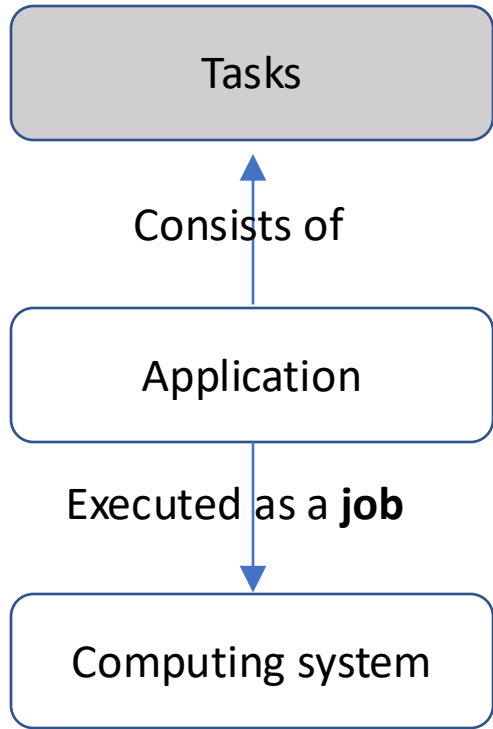 Tasks
Consists of
Application
Executed as a job
Computing system